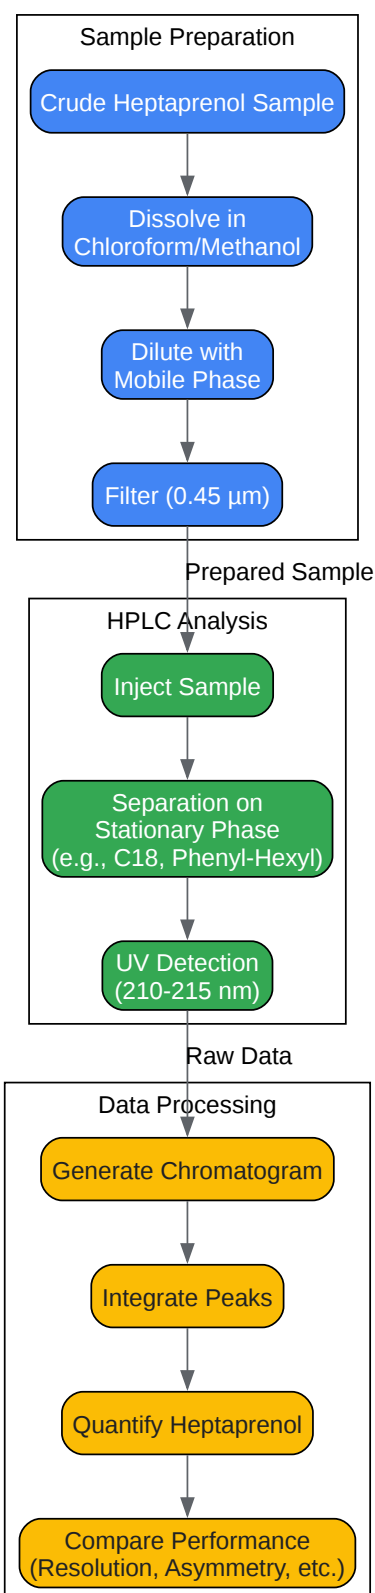 Sample Preparation
Crude Heptaprenol Sample
Dissolve in
Chloroform/Methanol
Dilute with
Mobile Phase
Filter (0.45 µm)
Prepared Sample
HPLC Analysis
Inject Sample
Separation on
Stationary Phase
(e.g., C18, Phenyl-Hexyl)
UV Detection
(210-215 nm)
Raw Data
Data Processing
Generate Chromatogram
Integrate Peaks
Quantify Heptaprenol
Compare Performance
(Resolution, Asymmetry, etc.)